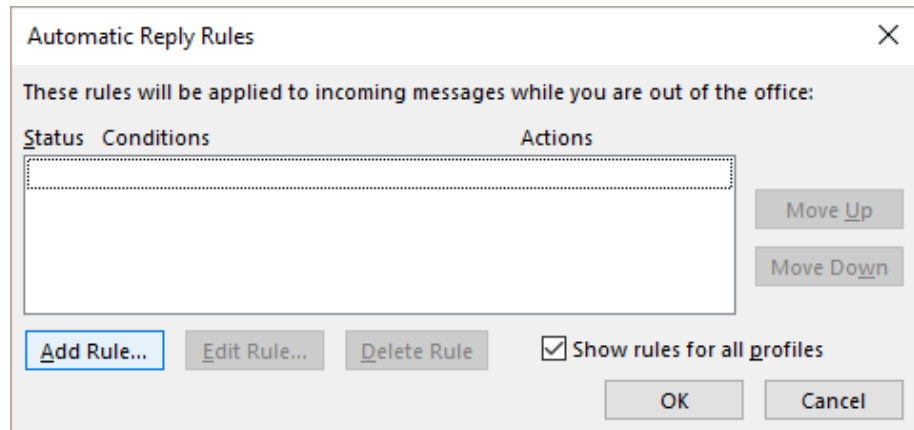 Automatic Reply Rules
These rules will be applied to incoming messages while you are out of the office:
Status Conditions Actions
Move Up
Move Down
Add Rule... Edit Rule... Delete Rule Show rules for all profiles
OK Cancel